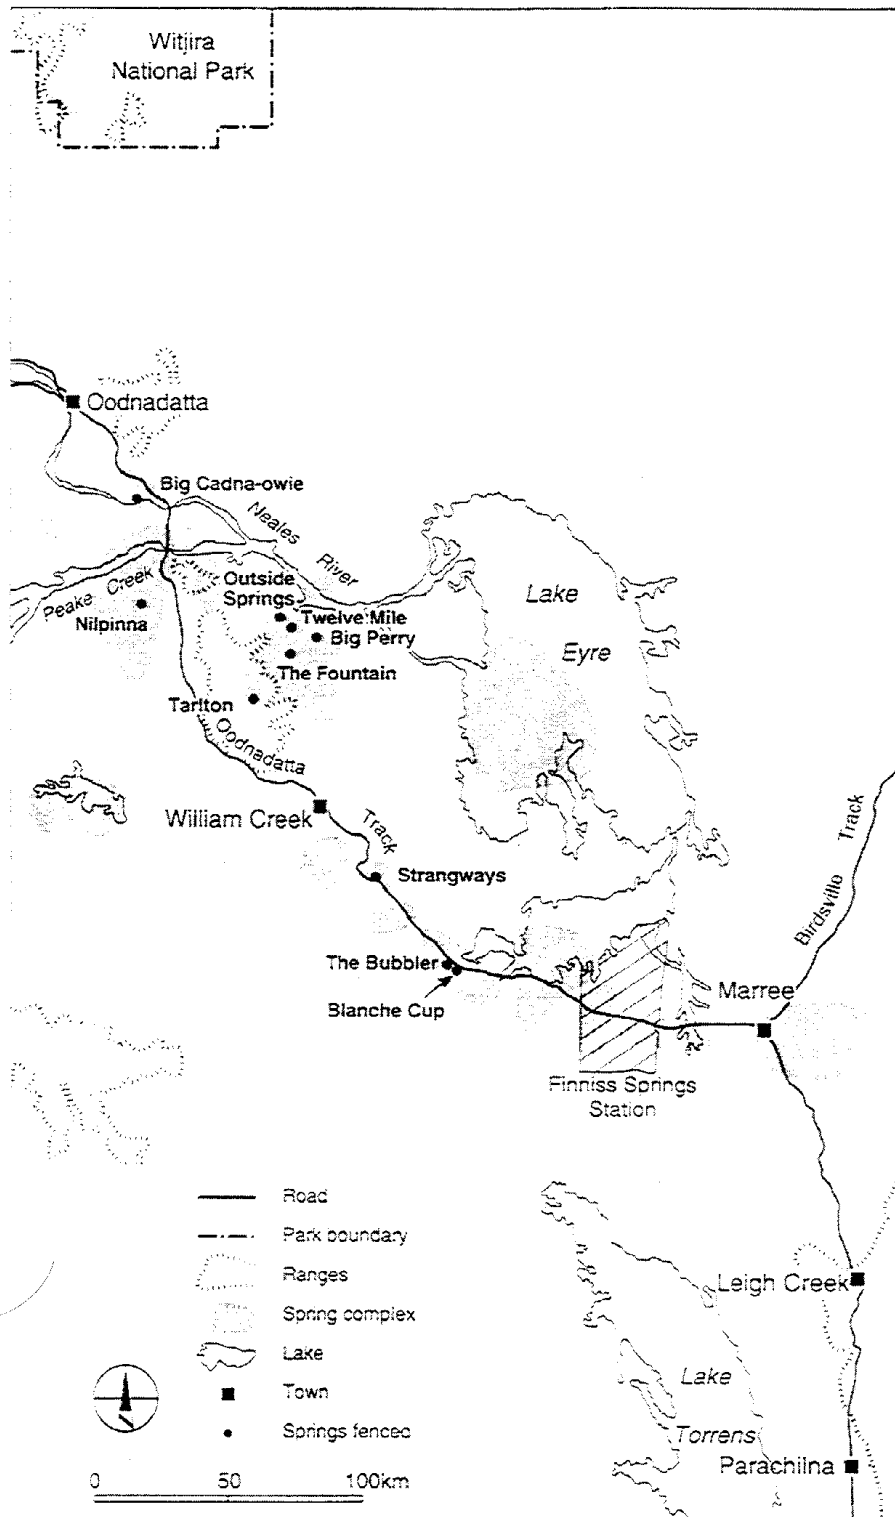 Witjira
National Park
Oodnadatta
Big Cadna-owie
Neales
River
Peake Creek
Outside
Springs
Nilpinna
Twelve Mile
Big Perry
The Fountain
Tarlton
Lake
Eyre
Oodnadatta
Track
William Creek
Strangways
Birdsville Track
The Bubbler
Blanche Cup
Marree
Finniss Springs
Station
Road
Park boundary
Ranges
Spring complex
Lake
Town
Springs fenced
0 50 100km
Leigh Creek
Lake
Torrens
Parachilna